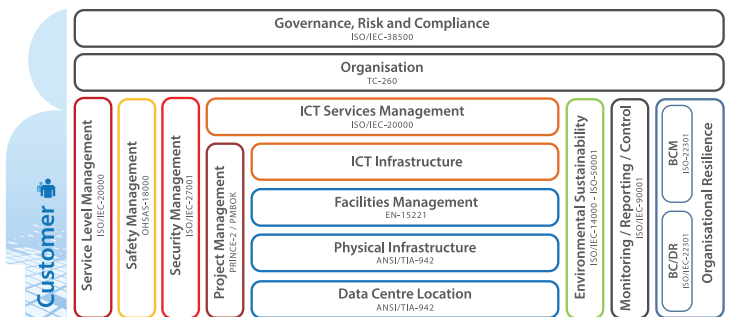 Governance, Risk and Compliance
ISO/IEC-38500
Organisation
TC-260
Customer
Service Level Management
ISO/IEC-20000
Safety Management
OHSAS-18000
Security Management
ISO/IEC-27001
ICT Services Management
ISO/IEC-20000
Project Management
PRINCE-2 / PMBOK
ICT Infrastructure
Facilities Management
EN-15221
Physical Infrastructure
ANSI/TIA-942
Data Centre Location
ANSI/TIA-942
Environmental Sustainability
ISO/IEC-14000 - ISO-50001
Monitoring / Reporting / Control
ISO/IEC-90001
BCM
ISO-22301
BC/DR
ISO/IEC-22301
Organisational Resilience